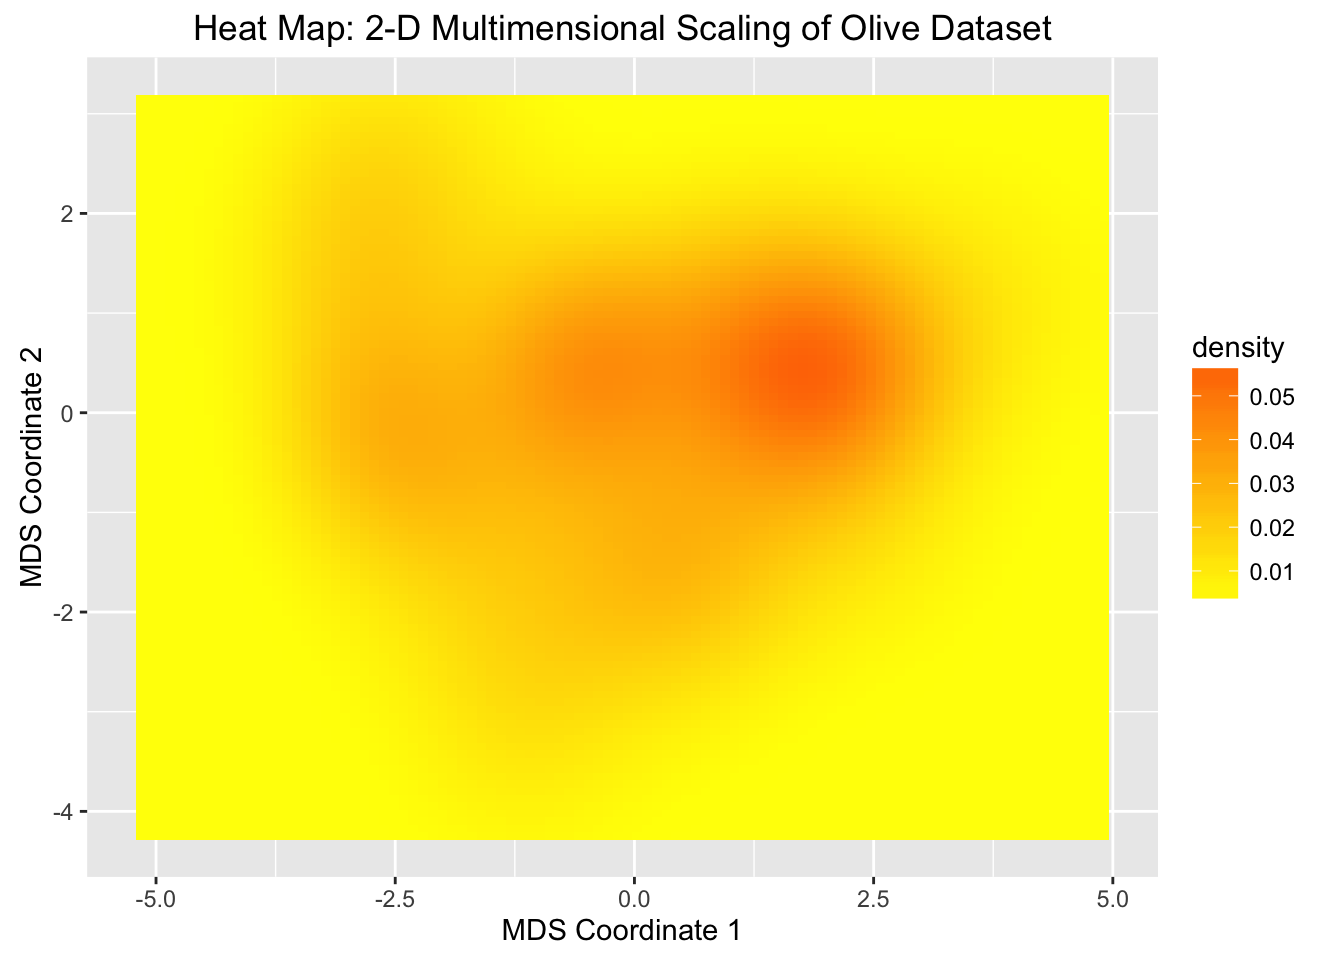 Heat Map: 2-D Multimensional Scaling of Olive Dataset
MDS Coordinate 2
2
0
-2
-4
-5.0 -2.5 0.0 2.5 5.0
MDS Coordinate 1
density
0.05
0.04
0.03
0.02
0.01